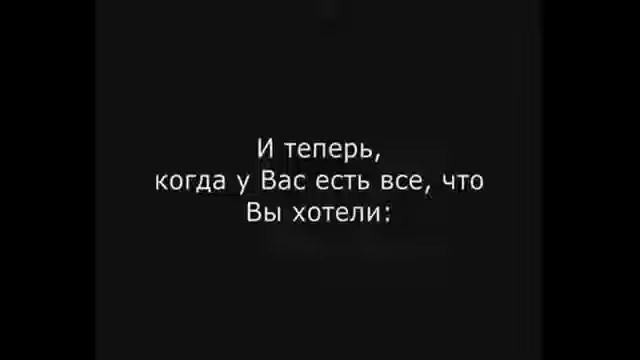 И теперь,
когда у Вас есть все, что
Вы хотели: